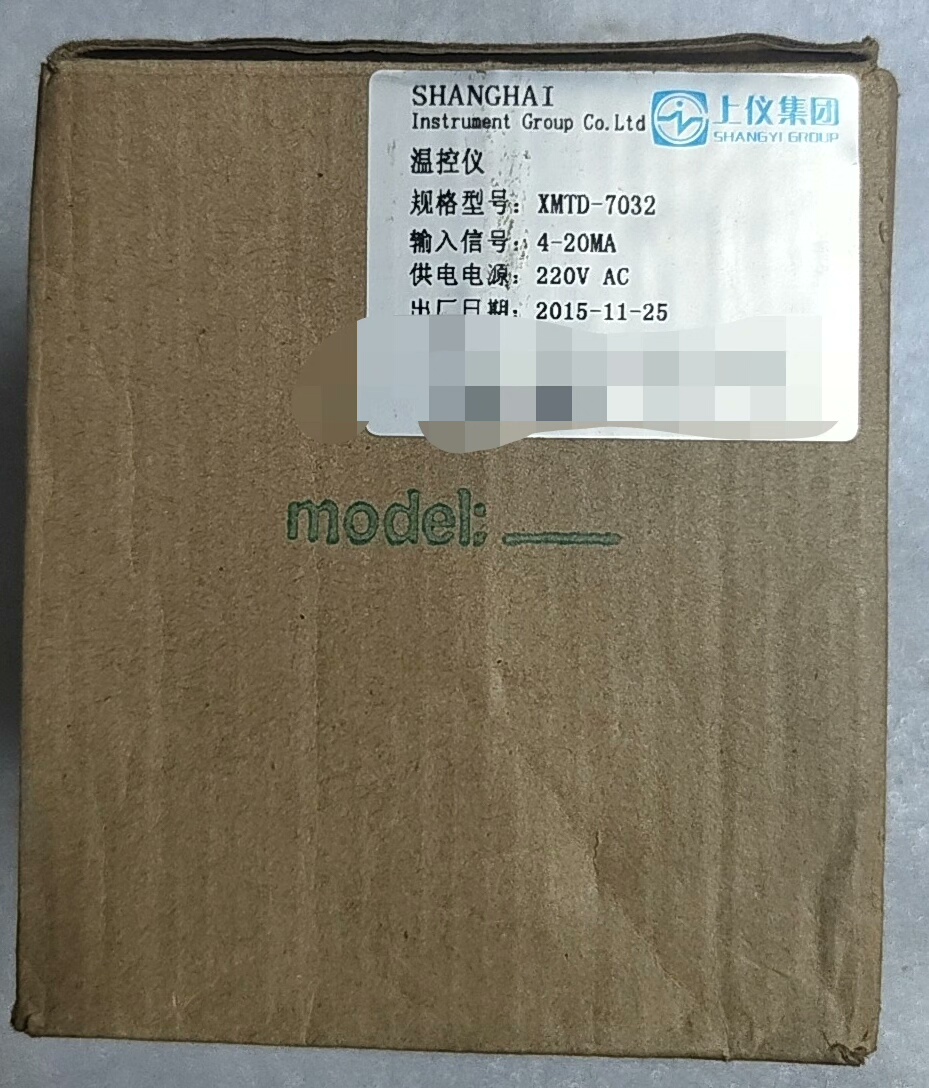 SHANGHAI
Instrument Group Co.Ltd
上仪集团
SHANGYI GROUP
温控仪
规格型号: XMTD-7032
输入信号: 4-20MA
供电电源: 220V AC
出厂日期: 2015-11-25
model: